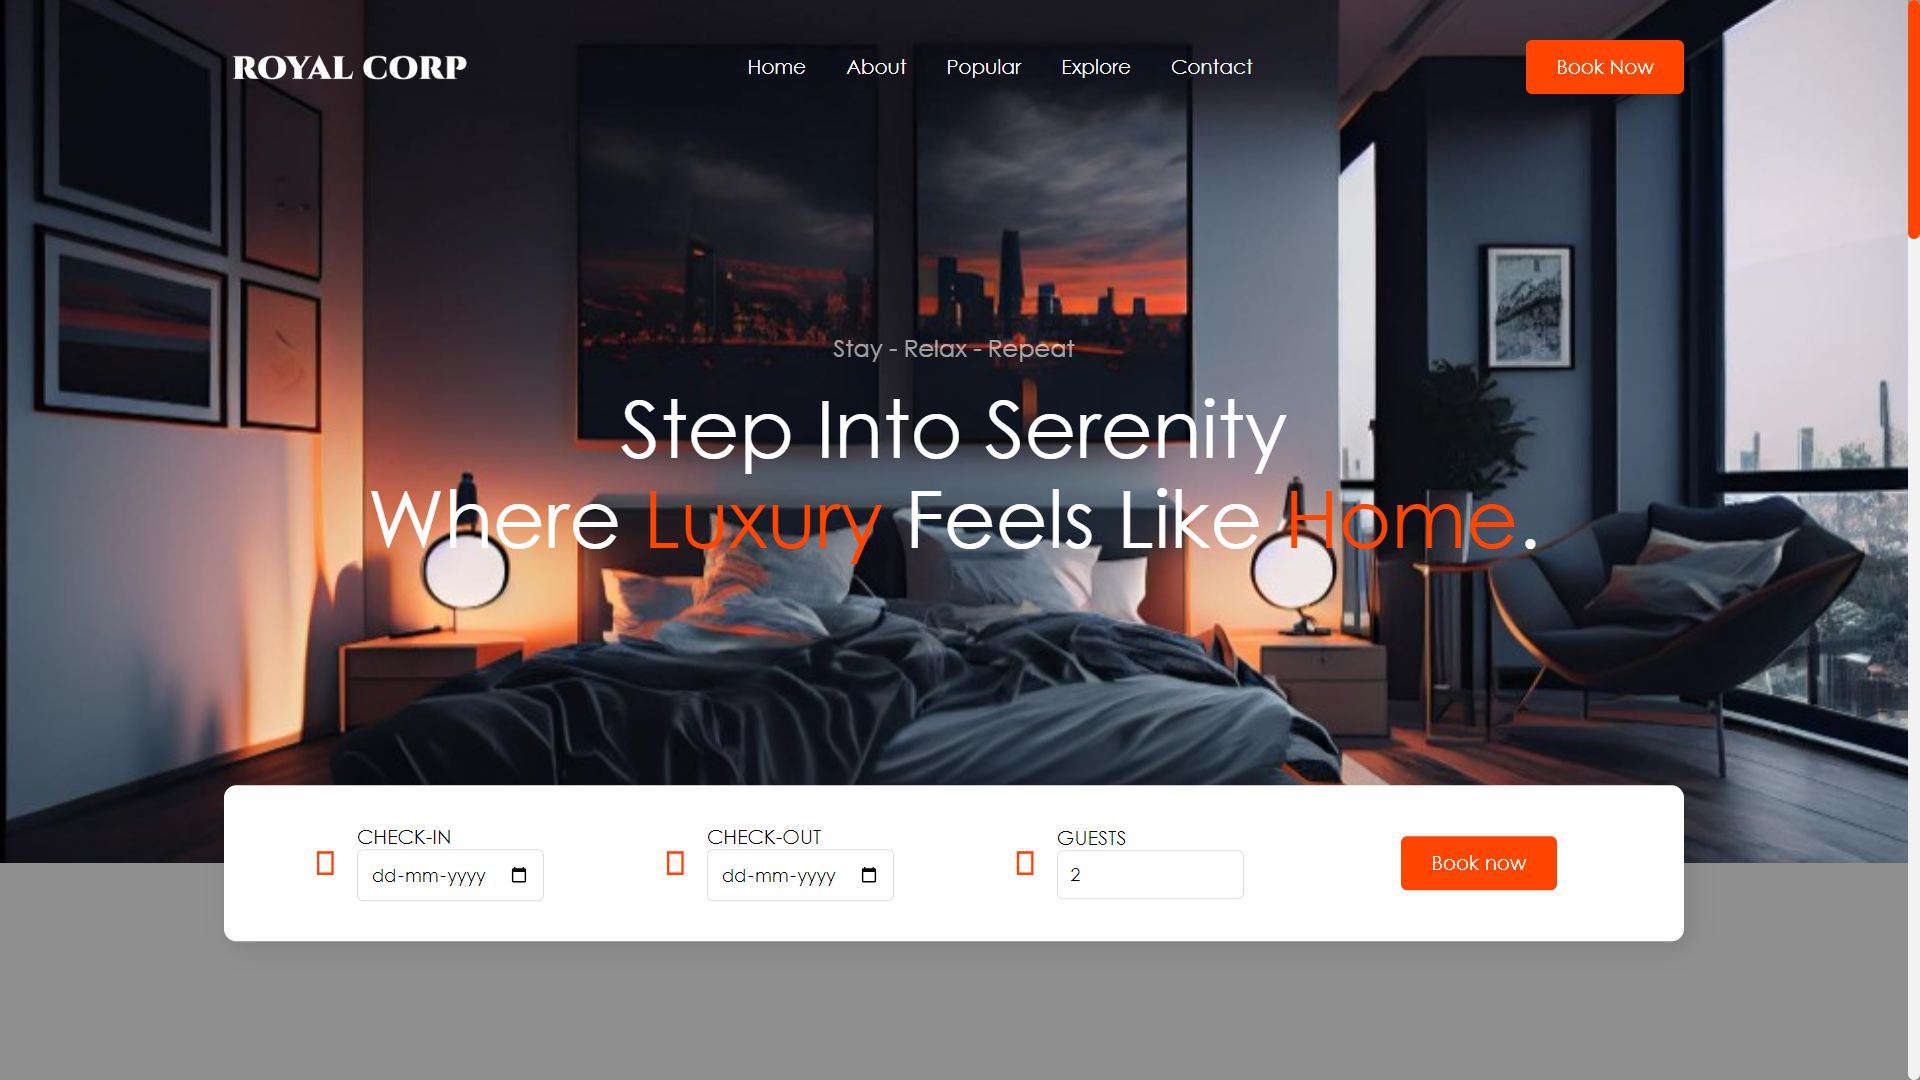 ROYAL CORP
Home About Popular Explore Contact
Book Now
Stay - Relax - Repeat
Step Into Serenity
Where Luxury Feels Like Home.
CHECK-IN
dd-mm-yyyy
CHECK-OUT
dd-mm-yyyy
GUESTS
2
Book now